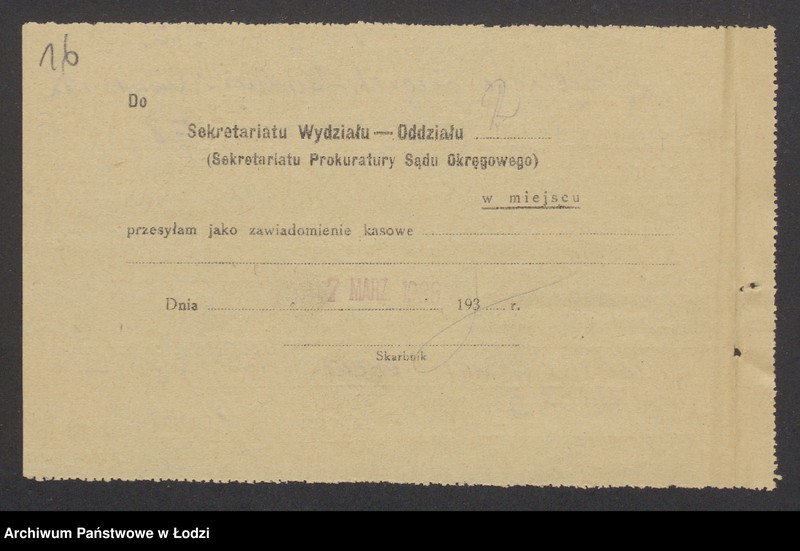 16
Do
Sekretariatu Wydziału — Oddziału 2
(Sekretariatu Prokuratury Sądu Okręgowego)
w miejscu
przesyłam jako zawiadomienie kasowe
Dnia 2 MARZ 193 r.
Skarbnik
Archiwum Państwowe w Łodzi